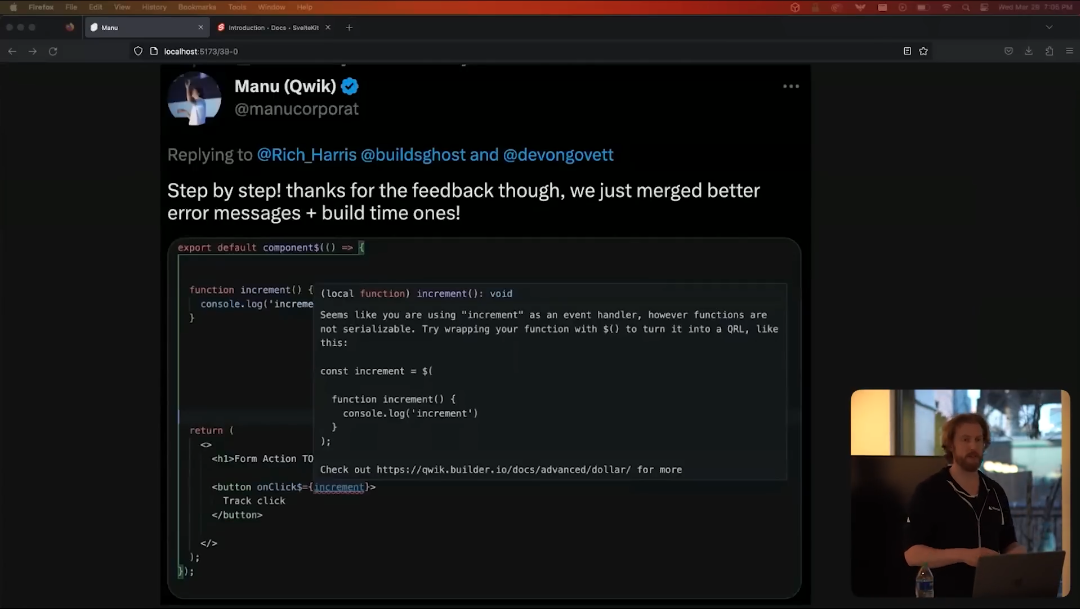 Firefox File Edit View History Bookmarks Tools Window Help
Wed Mar 29 7:05 PM
Manu
Introduction • Docs • SvelteKit
localhost:5173/39-0
Manu (Qwik)
@manucorporat
Replying to @Rich_Harris @buildsghost and @devongovett
Step by step! thanks for the feedback though, we just merged better
error messages + build time ones!
export default component$(() => {
function increment() {
console.log('increme
}
(local function) increment(): void
Seems like you are using "increment" as an event handler, however functions are
not serializable. Try wrapping your function with $() to turn it into a QRL, like
this:
const increment = $(
function increment() {
console.log('increment')
}
);
Check out https://qwik.builder.io/docs/advanced/dollar/ for more
return (
<>
<h1>Form Action TO
<button onClick$={increment}>
Track click
</button>
</>
);
});